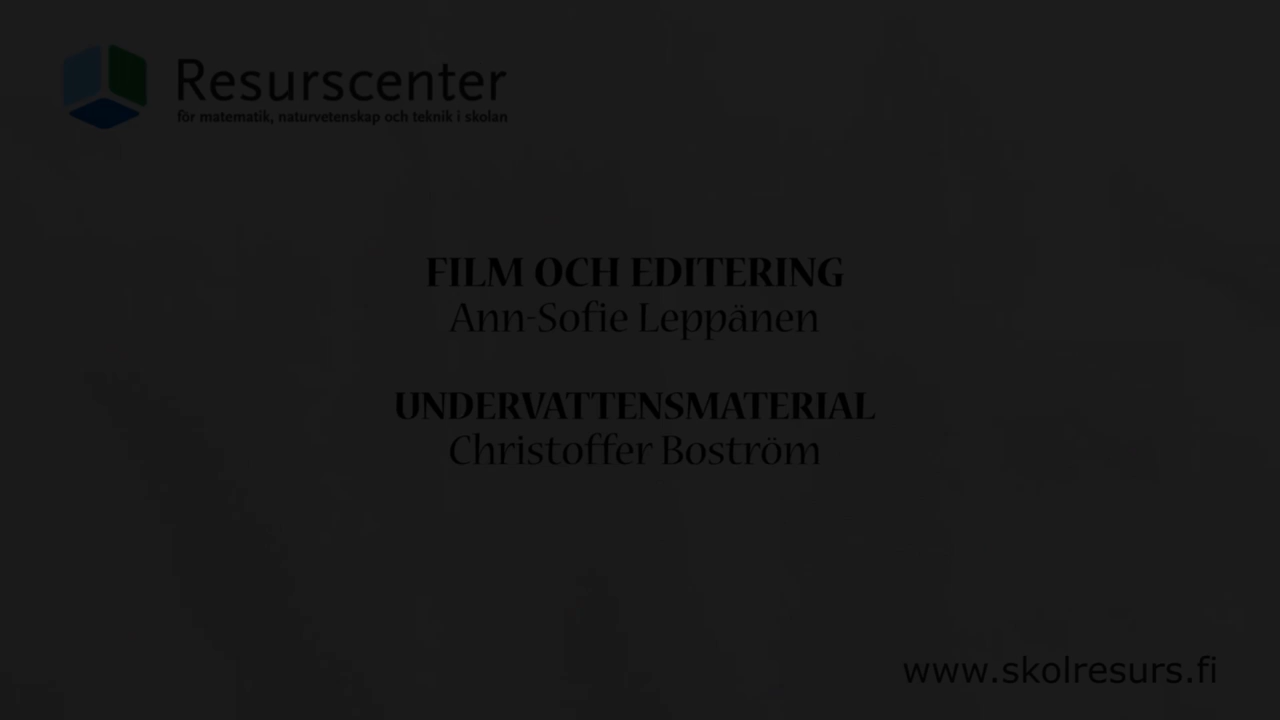 Resurscenter
för matematik, naturvetenskap och teknik i skolan
FILM OCH EDITERING
Ann-Sofie Leppänen
UNDERVATTENSMATERIAL
Christoffer Boström
www.skolresurs.fi